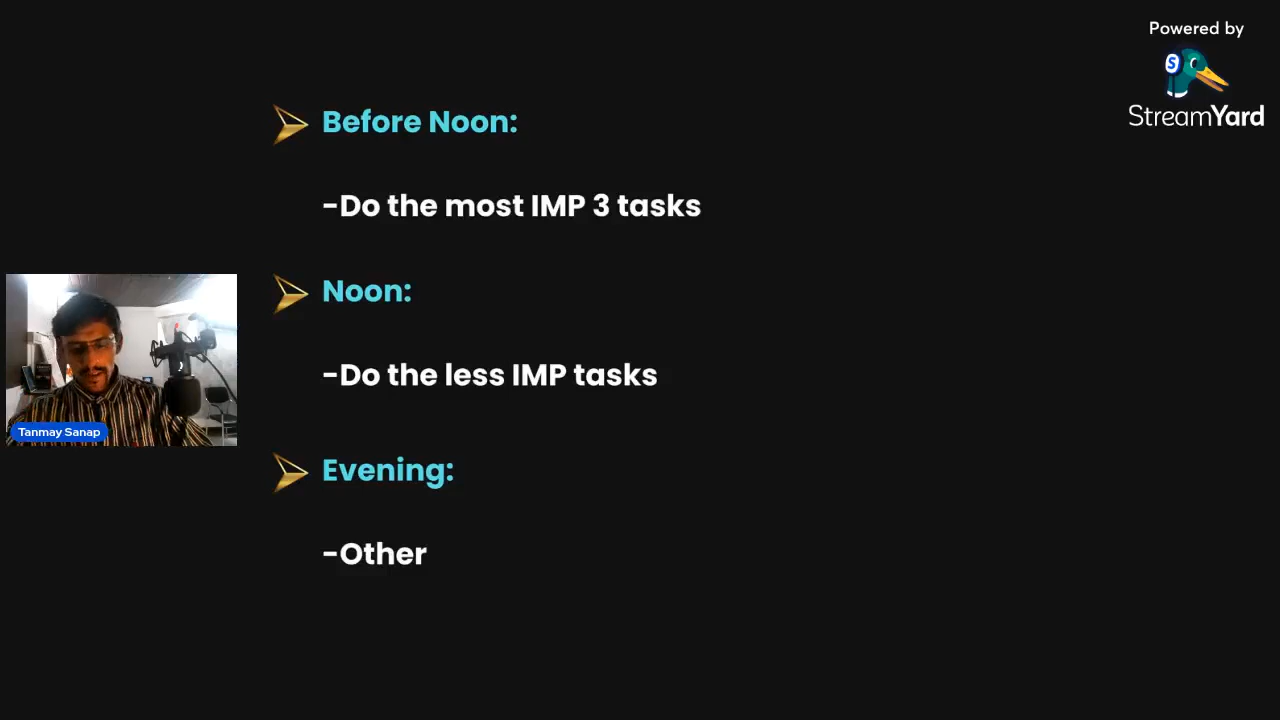 Powered by
StreamYard
Before Noon:
-Do the most IMP 3 tasks
Noon:
-Do the less IMP tasks
Evening:
-Other
Tanmay Sanap